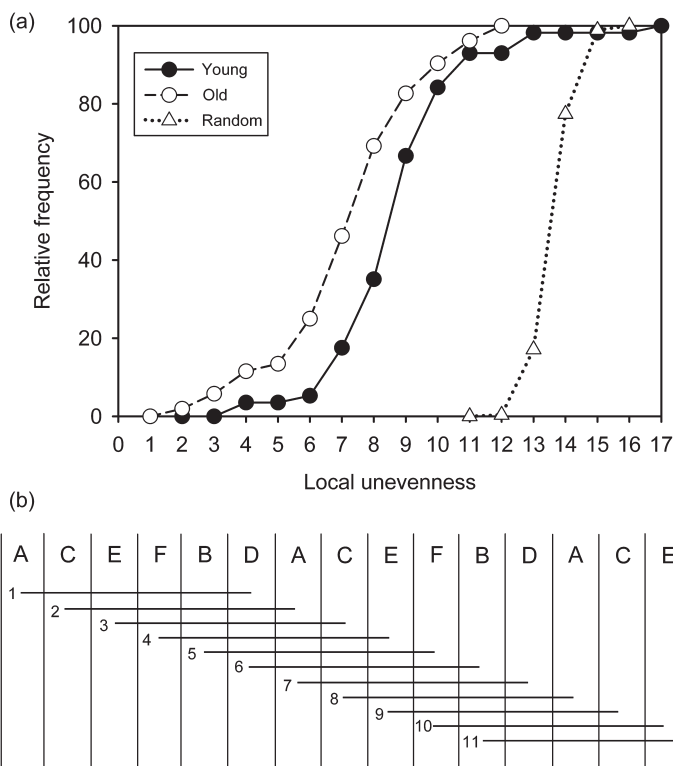 (a)
100
80
60
40
20
0
Relative frequency
Young
Old
Random
0 1 2 3 4 5 6 7 8 9 10 11 12 13 14 15 16 17
Local unevenness
(b)
A C E F B D A C E F B D A C E
1
2
3
4
5
6
7
8
9
10
11